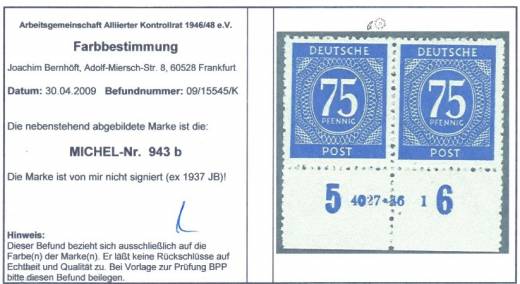 Arbeitsgemeinschaft Alliierter Kontrollrat 1946/48 e.V.
Farbbestimmung
Joachim Bernhöft, Adolf-Miersch-Str. 8, 60528 Frankfurt
Datum: 30.04.2009 Befundnummer: 09/15545/K
Die nebenstehend abgebildete Marke ist die:
MICHEL-Nr. 943 b
Die Marke ist von mir nicht signiert (ex 1937 JB)!
Hinweis:
Dieser Befund bezieht sich ausschließlich auf die
Farbe(n) der Marke(n). Er läßt keine Rückschlüsse auf
Echtheit und Qualität zu. Bei Vorlage zur Prüfung BPP
bitte diesen Befund beilegen.
DEUTSCHE DEUTSCHE
75 75
PFENNIG PFENNIG
POST POST
5 4027•36 1 6